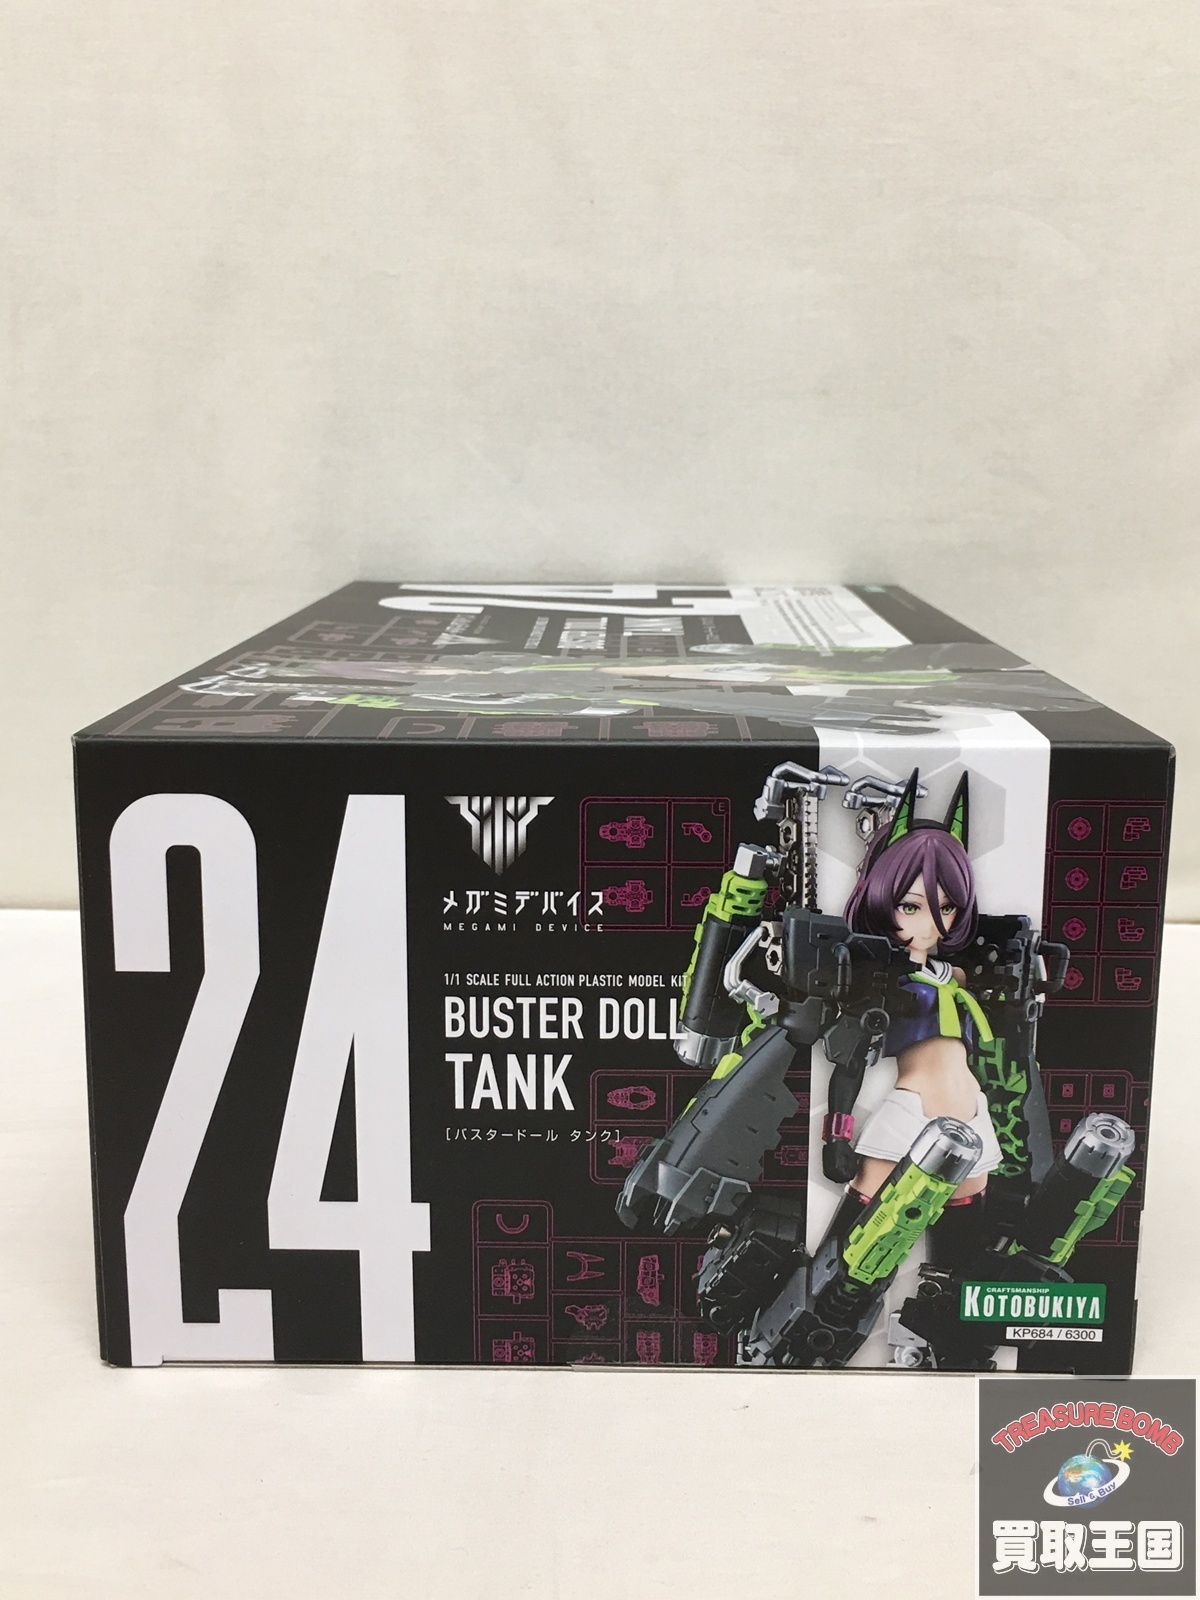 24
TANK
24
メガミデバイス
MEGAMI DEVICE
1/1 SCALE FULL ACTION PLASTIC MODEL KIT
BUSTER DOLL
TANK
[バスタードール タンク]
E
CRAFTSMANSHIP
KOTOBUKIYA
KP684 / 6300
TREASURE BOMB
Sell & Buy
買取王国